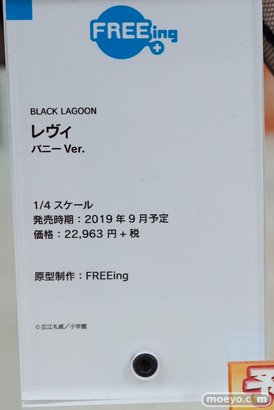 FREEing
BLACK LAGOON
レヴィ
バニー Ver.
1/4 スケール
発売時期：2019 年 9 月予定
価格：22,963 円 + 税
原型制作：FREEing
©広江礼威／小学館
予
moeyo.com